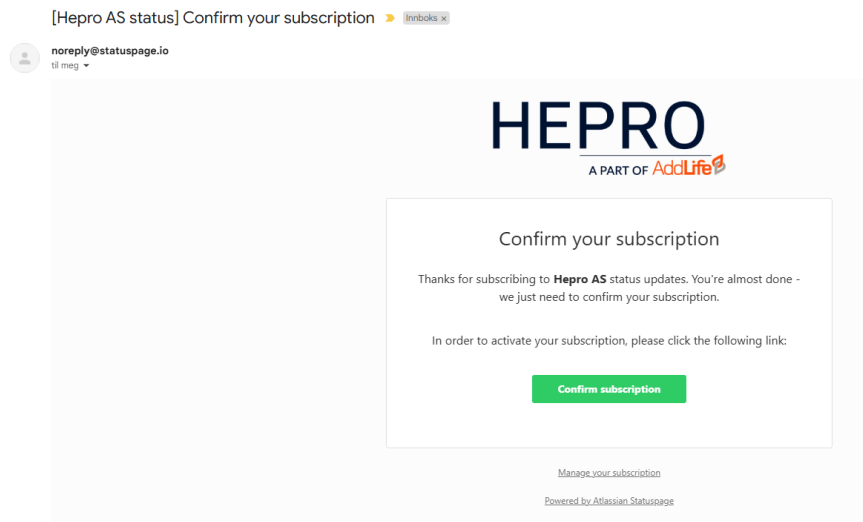 [Hepro AS status] Confirm your subscription
Innboks ×
noreply@statuspage.io
til meg
HEPRO
A PART OF AddLife
Confirm your subscription
Thanks for subscribing to Hepro AS status updates. You're almost done -
we just need to confirm your subscription.
In order to activate your subscription, please click the following link:
Confirm subscription
Manage your subscription
Powered by Atlassian Statuspage